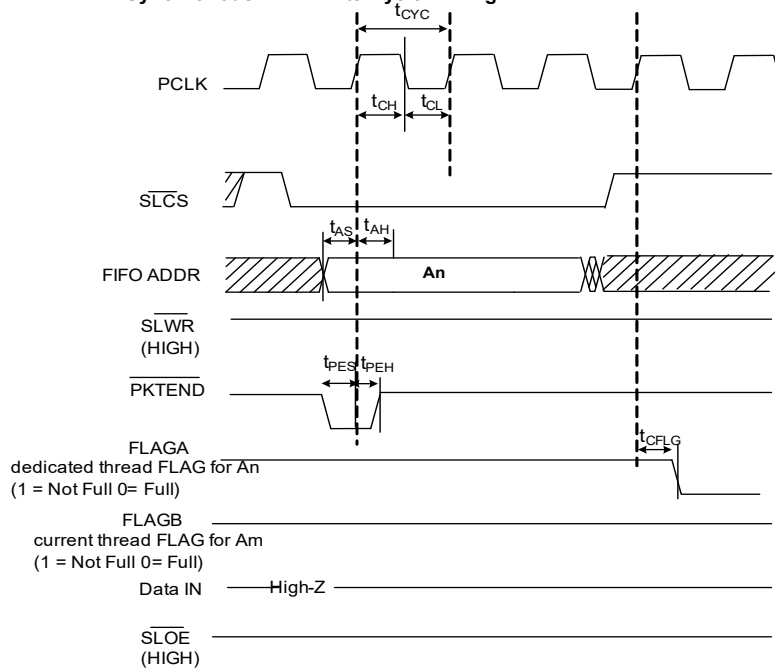 tCYC
PCLK
tCH
tCL
SLCS
tAS
tAH
FIFO ADDR
An
SLWR
(HIGH)
tPES
tPEH
PKTEND
tCFLG
FLAGA
dedicated thread FLAG for An
(1 = Not Full 0= Full)
FLAGB
current thread FLAG for Am
(1 = Not Full 0= Full)
Data IN
High-Z
SLOE
(HIGH)